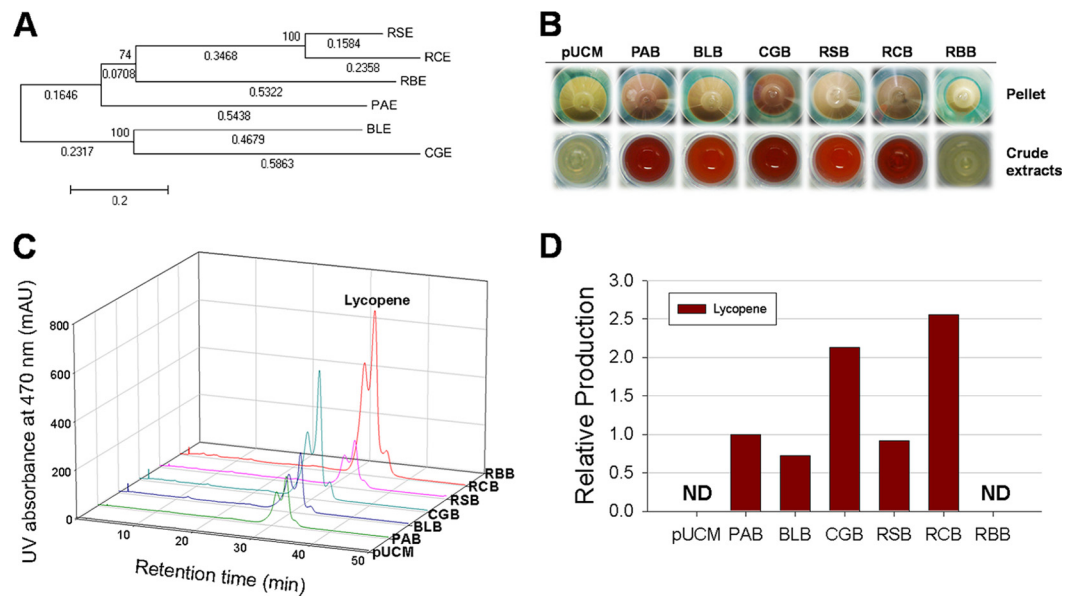 A
RSE
100
0.1584
74
0.3468
RCE
0.0708
0.2358
RBE
0.1646
0.5322
PAE
0.5438
BLE
100
0.4679
0.2317
CGE
0.5863
0.2
B
pUCM PAB BLB CGB RSB RCB RBB
Pellet
Crude
extracts
C
UV absorbance at 470 nm (mAU)
800
600
400
200
0
Lycopene
RBB
RCB
RSB
CGB
BLB
PAB
pUCM
10
20
30
40
50
Retention time (min)
D
Relative Production
3.0
2.5
2.0
1.5
1.0
0.5
0.0
Lycopene
ND
ND
pUCM PAB BLB CGB RSB RCB RBB